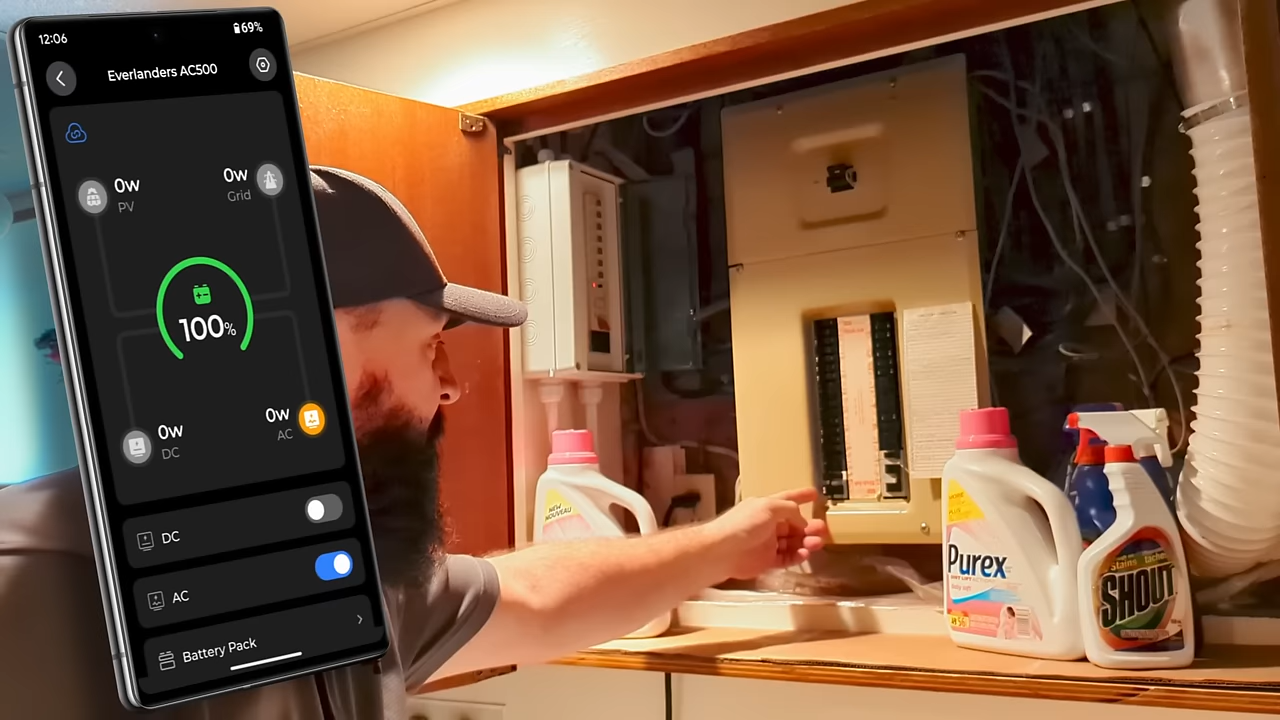 12:06
69%
Everlanders AC500
0w
PV
0w
Grid
100%
0w
DC
0w
AC
DC
AC
Battery Pack
NEW
NOUVEAU
Purex
SHOUT